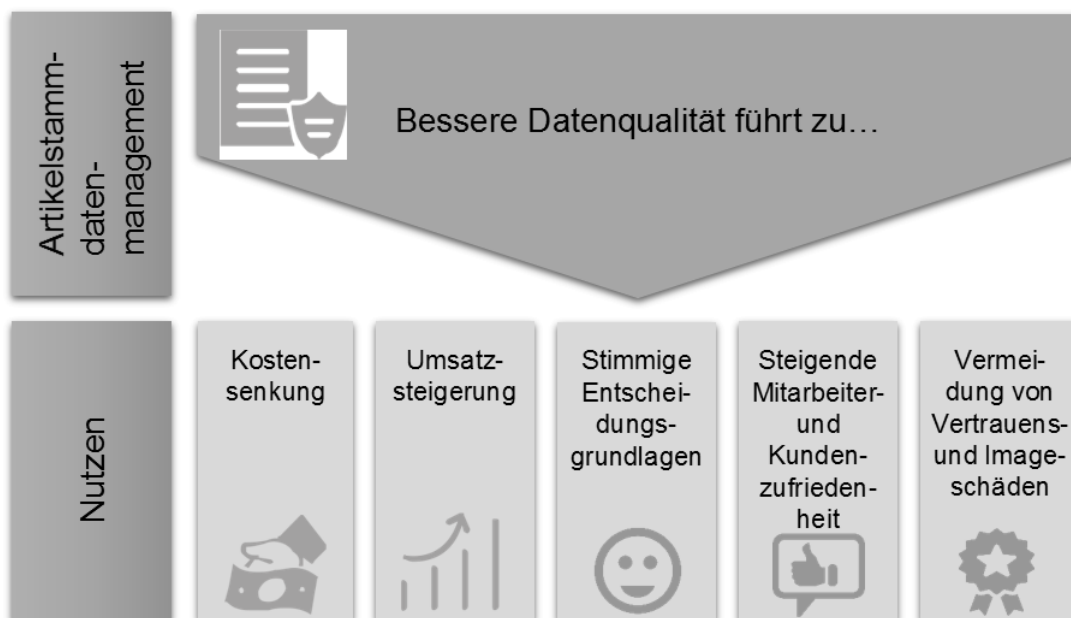 Artikelstamm-
daten-
management
Bessere Datenqualität führt zu…
Nutzen
Kosten-
senkung
Umsatz-
steigerung
Stimmige
Entschei-
dungs-
grundlagen
Steigende
Mitarbeiter-
und
Kunden-
zufrieden-
heit
Vermei-
dung von
Vertrauens-
und Image-
schäden